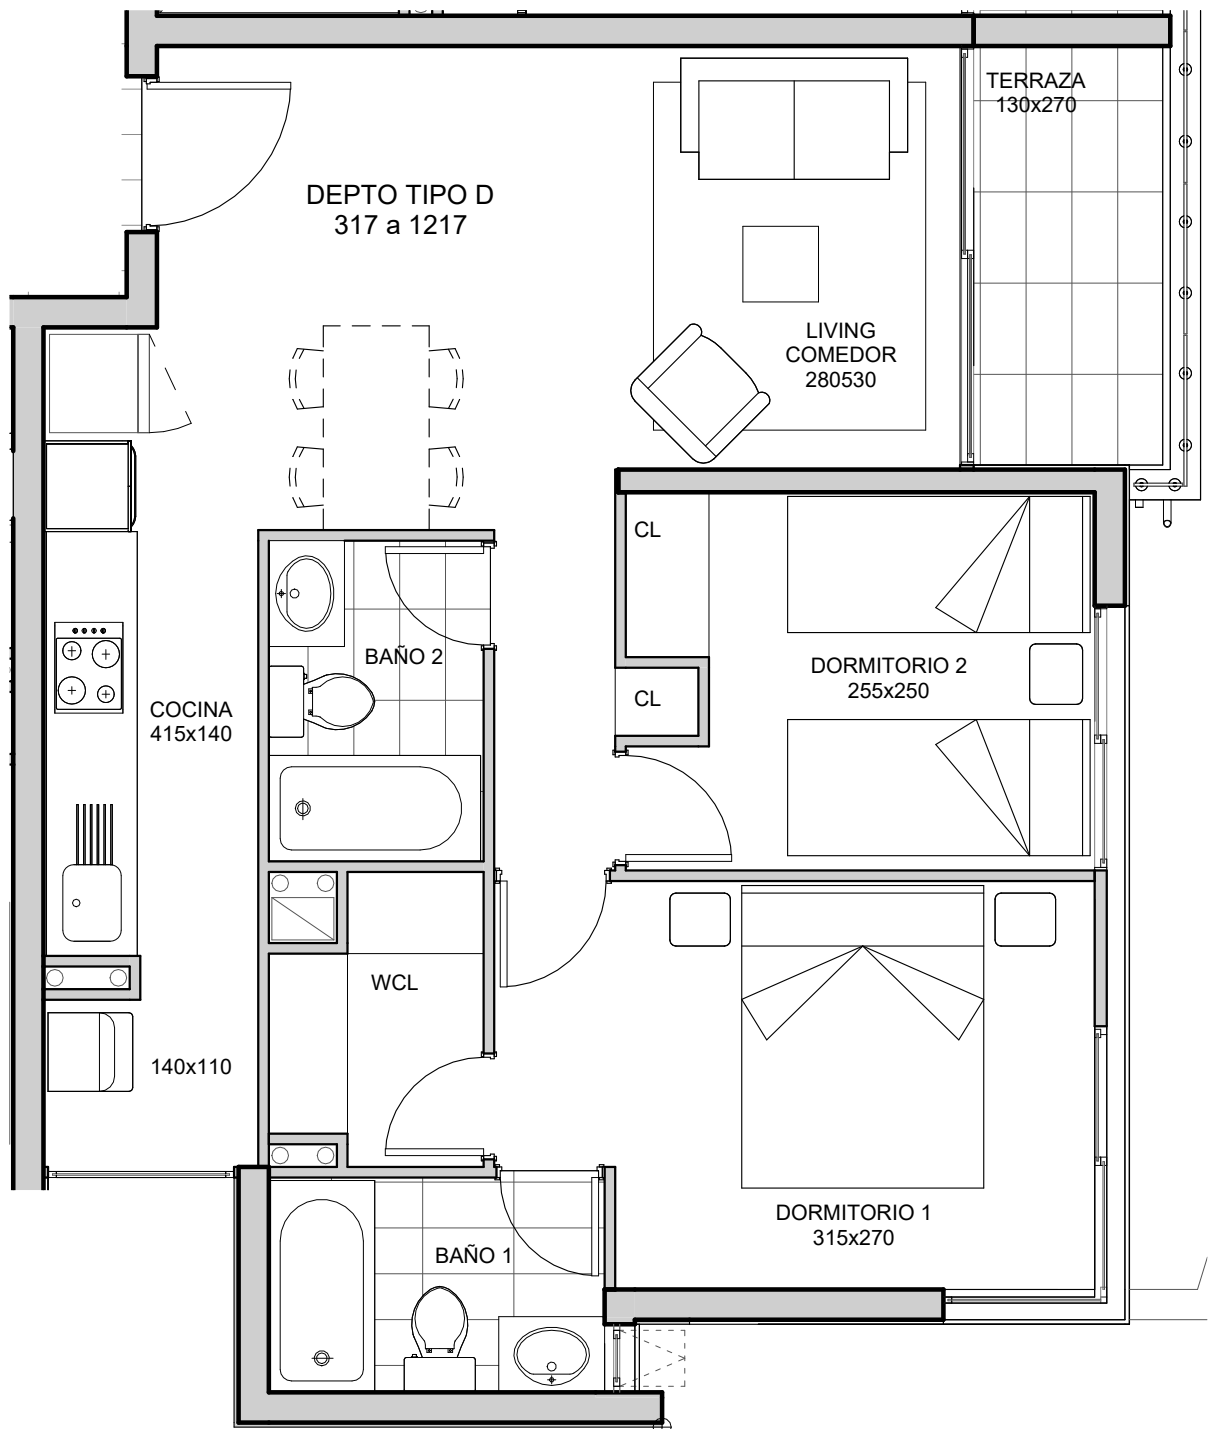 TERRAZA
130x270
DEPTO TIPO D
317 a 1217
LIVING
COMEDOR
280530
CL
BAÑO 2
DORMITORIO 2
255x250
CL
COCINA
415x140
WCL
140x110
DORMITORIO 1
315x270
BAÑO 1